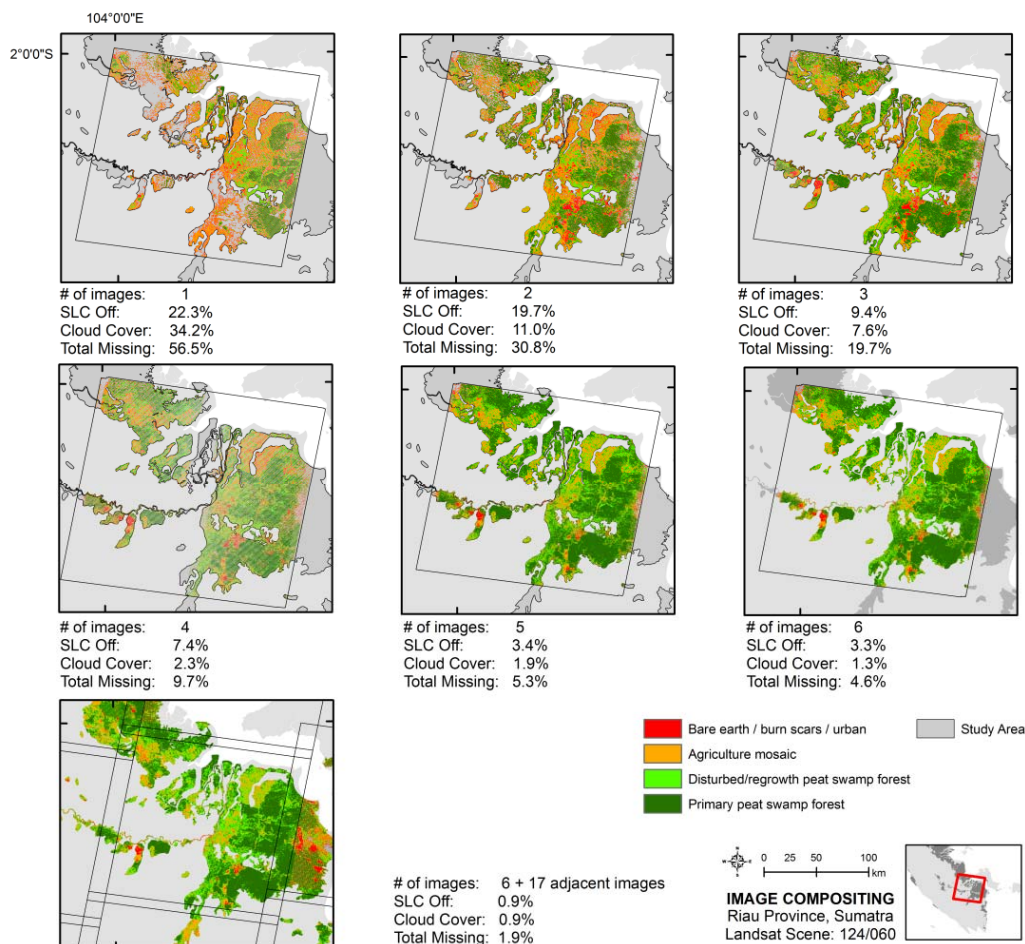 104°0'0"E
2°0'0"S
# of images: 1
SLC Off: 22.3%
Cloud Cover: 34.2%
Total Missing: 56.5%
# of images: 2
SLC Off: 19.7%
Cloud Cover: 11.0%
Total Missing: 30.8%
# of images: 3
SLC Off: 9.4%
Cloud Cover: 7.6%
Total Missing: 19.7%
# of images: 4
SLC Off: 7.4%
Cloud Cover: 2.3%
Total Missing: 9.7%
# of images: 5
SLC Off: 3.4%
Cloud Cover: 1.9%
Total Missing: 5.3%
# of images: 6
SLC Off: 3.3%
Cloud Cover: 1.3%
Total Missing: 4.6%
Bare earth / burn scars / urban
Agriculture mosaic
Disturbed/regrowth peat swamp forest
Primary peat swamp forest
Study Area
# of images: 6 + 17 adjacent images
SLC Off: 0.9%
Cloud Cover: 0.9%
Total Missing: 1.9%
N
W E
S
0 25 50 100
km
IMAGE COMPOSITING
Riau Province, Sumatra
Landsat Scene: 124/060